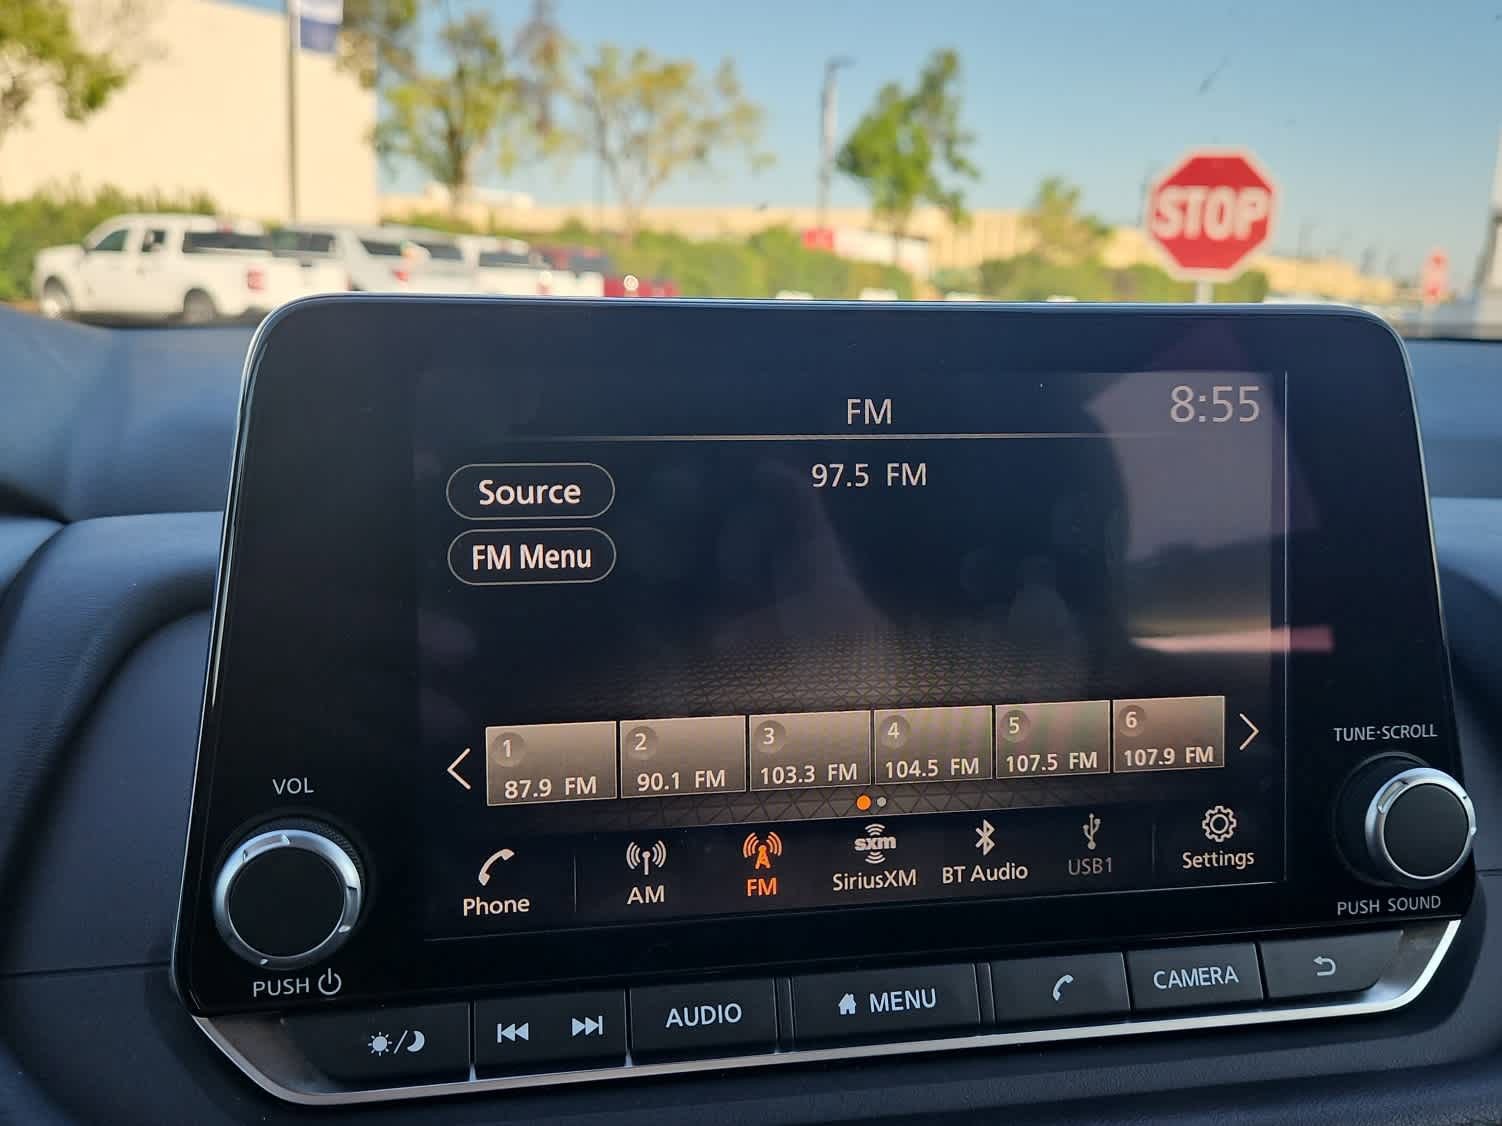 STOP
FM
8:55
97.5 FM
Source
FM Menu
1
87.9 FM
2
90.1 FM
3
103.3 FM
4
104.5 FM
5
107.5 FM
6
107.9 FM
Phone
AM
FM
sxm
SiriusXM
BT Audio
USB1
Settings
VOL
PUSH
TUNE·SCROLL
PUSH SOUND
AUDIO
MENU
CAMERA